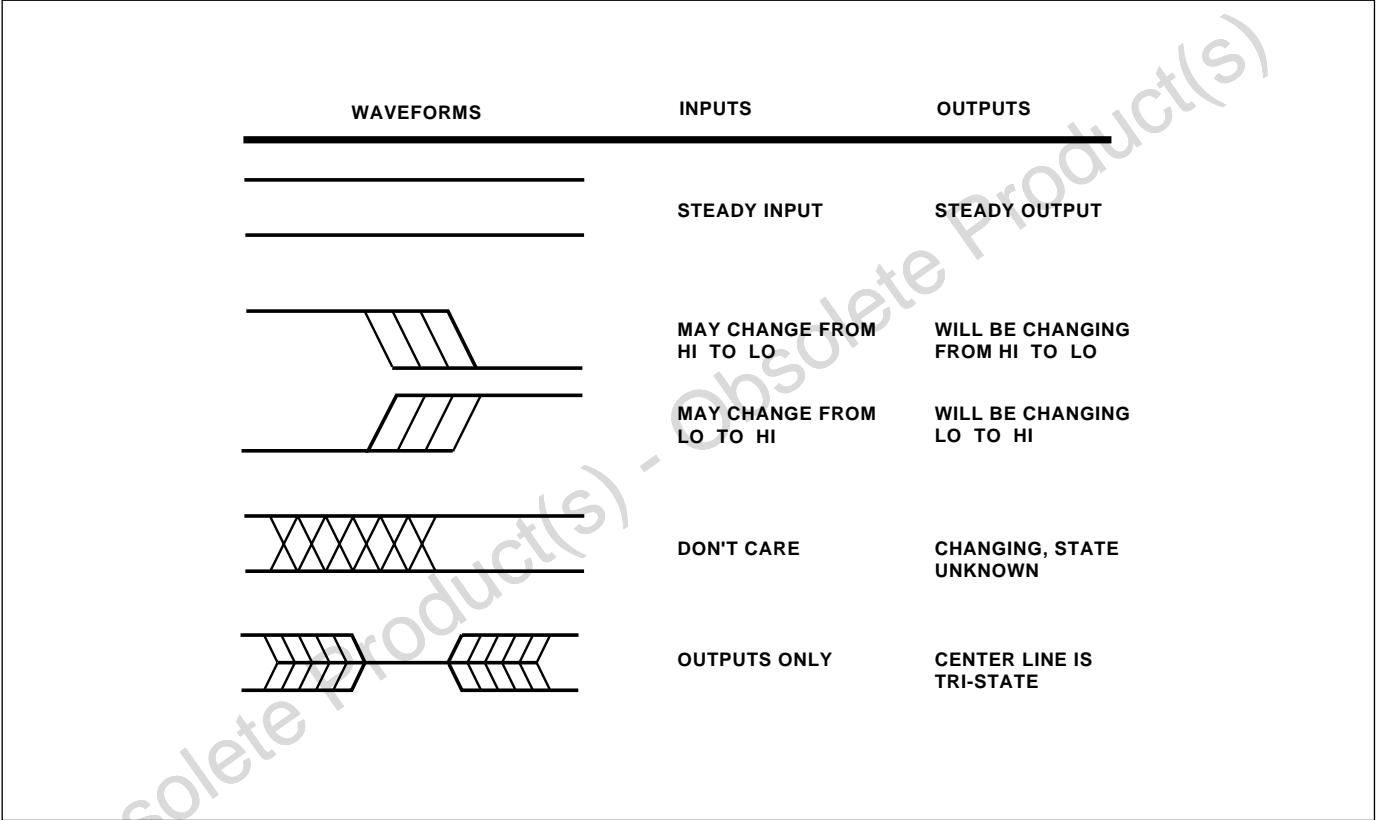 WAVEFORMS INPUTS OUTPUTS
STEADY INPUT STEADY OUTPUT
MAY CHANGE FROM WILL BE CHANGING
HI TO LO FROM HI TO LO
MAY CHANGE FROM WILL BE CHANGING
LO TO HI LO TO HI
DON'T CARE CHANGING, STATE
UNKNOWN
OUTPUTS ONLY CENTER LINE IS
TRI-STATE
solete Product(s) - Obsolete Product(s)